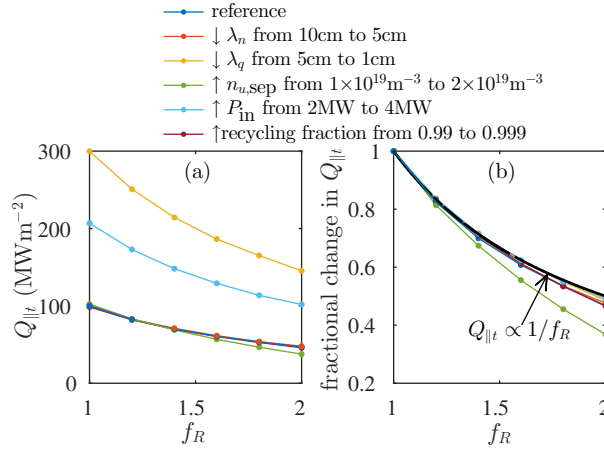 reference
↓ λn from 10cm to 5cm
↓ λq from 5cm to 1cm
↑ nu,sep from 1×10^19m^−3 to 2×10^19m^−3
↑ Pin from 2MW to 4MW
↑recycling fraction from 0.99 to 0.999
(a)
Q∥t (MWm^−2)
300
200
100
0
1
1.5
2
fR
(b)
fractional change in Q∥t
1
0.8
0.6
0.4
0.2
0
Q∥t ∝ 1/fR
1
1.5
2
fR